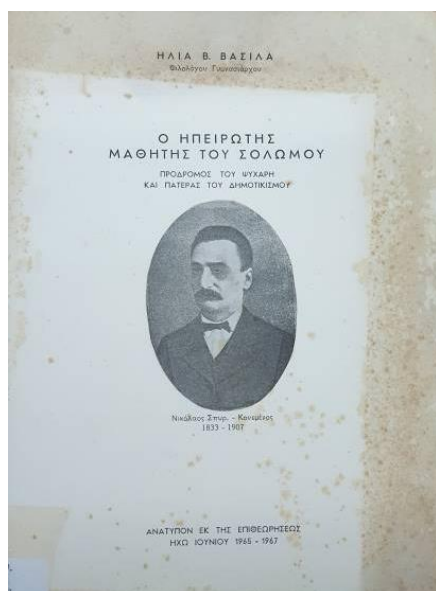 ΗΛΙΑ Β. ΒΑΣΙΛΑ
Φιλολόγου Γυμνασιάρχου
Ο ΗΠΕΙΡΩΤΗΣ
ΜΑΘΗΤΗΣ ΤΟΥ ΣΟΛΩΜΟΥ
ΠΡΟΔΡΟΜΟΣ ΤΟΥ ΨΥΧΑΡΗ
ΚΑΙ ΠΑΤΕΡΑΣ ΤΟΥ ΔΗΜΟΤΙΚΙΣΜΟΥ
Νικόλαος Σπυρ. - Κονεμένος
1833 - 1907
ΑΝΑΤΥΠΟΝ ΕΚ ΤΗΣ ΕΠΙΘΕΩΡΗΣΕΩΣ
ΗΧΩ ΙΟΥΝΙΟΥ 1965 - 1967